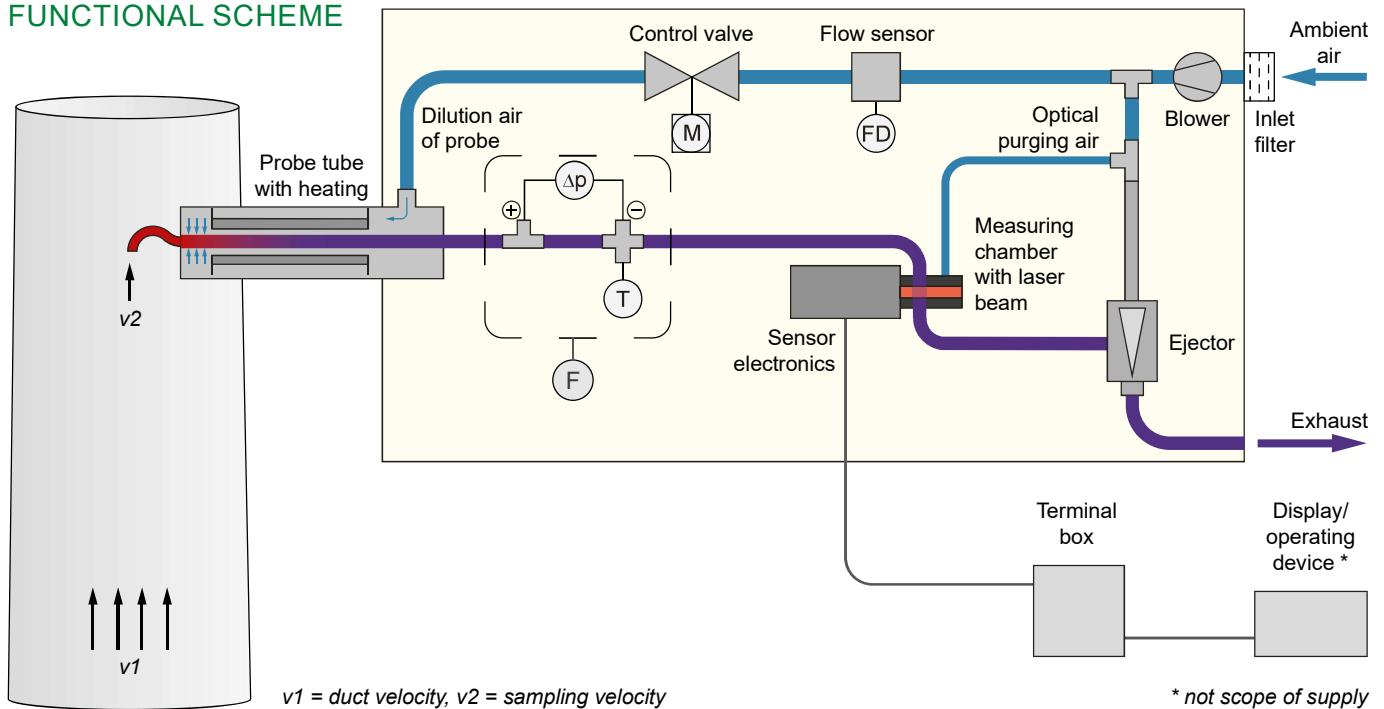 FUNCTIONAL SCHEME
Control valve
Flow sensor
Ambient
air
M
FD
Blower
Inlet
filter
Dilution air
of probe
Optical
purging air
Probe tube
with heating
Δp
+
−
T
F
v2
Measuring
chamber
with laser
beam
Sensor
electronics
Ejector
Exhaust
Terminal
box
Display/
operating
device *
v1
v1 = duct velocity, v2 = sampling velocity
* not scope of supply